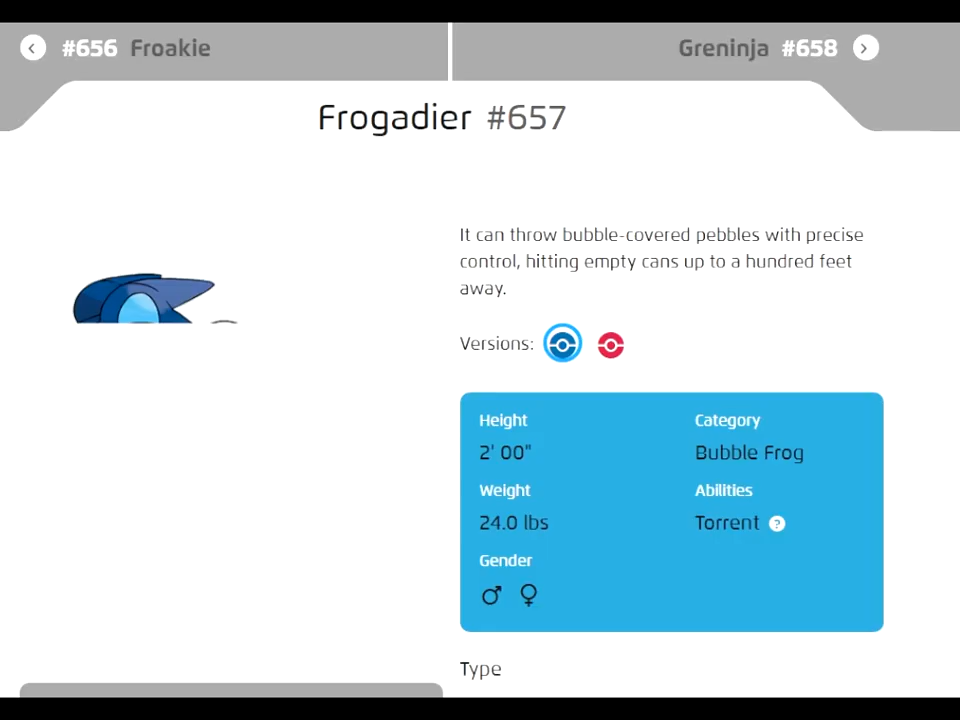 #656 Froakie
Greninja #658
Frogadier #657
It can throw bubble-covered pebbles with precise
control, hitting empty cans up to a hundred feet
away.
Versions:
Height
2' 00"
Weight
24.0 lbs
Gender
Category
Bubble Frog
Abilities
Torrent ?
Type